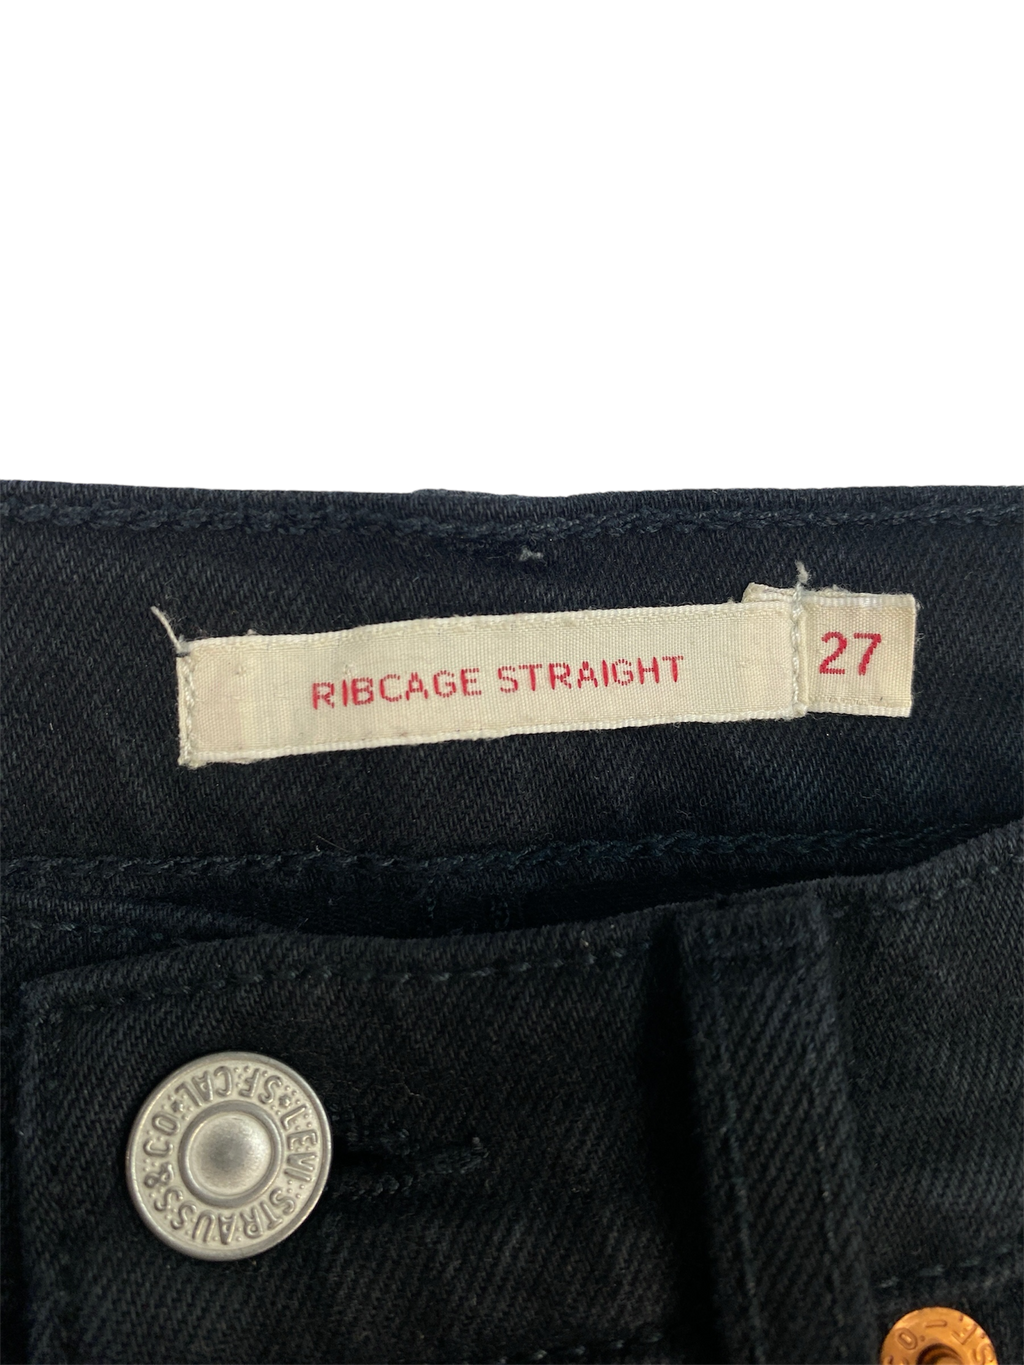 RIBCAGE STRAIGHT
27
LEVI STRAUSS & CO
S.F. CAL